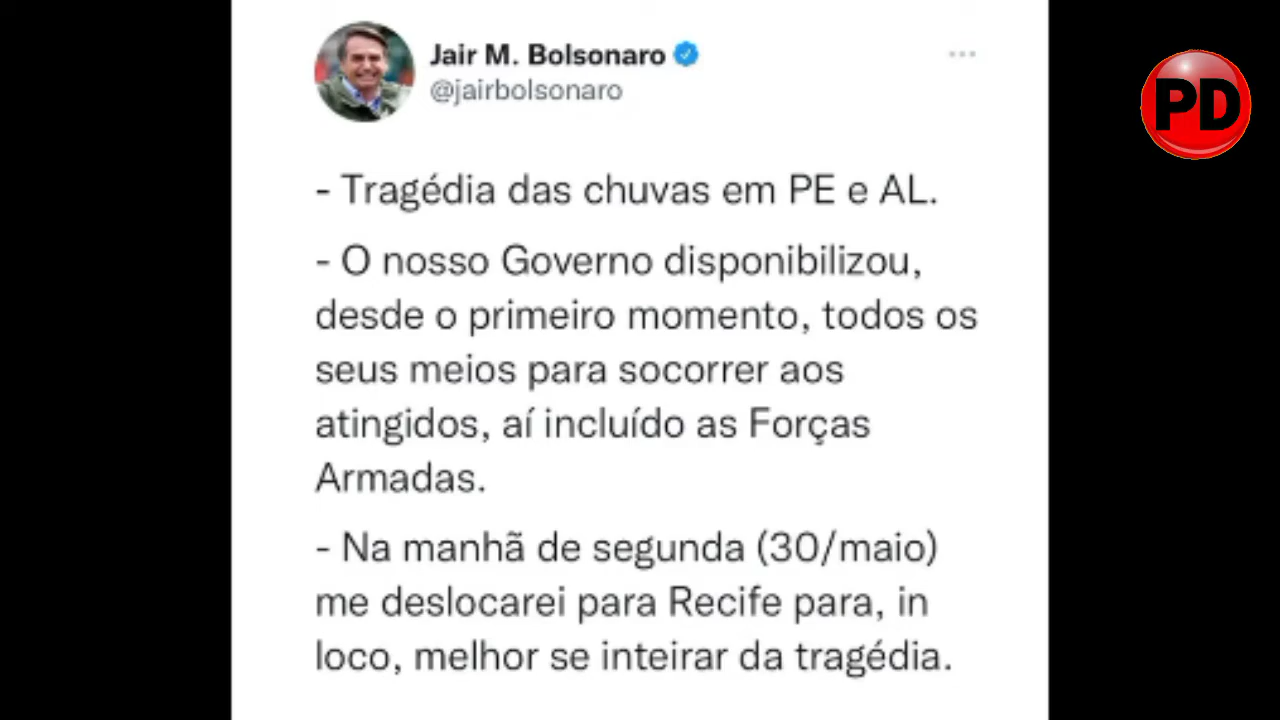 Jair M. Bolsonaro
@jairbolsonaro
PD
- Tragédia das chuvas em PE e AL.
- O nosso Governo disponibilizou,
desde o primeiro momento, todos os
seus meios para socorrer aos
atingidos, aí incluído as Forças
Armadas.
- Na manhã de segunda (30/maio)
me deslocarei para Recife para, in
loco, melhor se inteirar da tragédia.